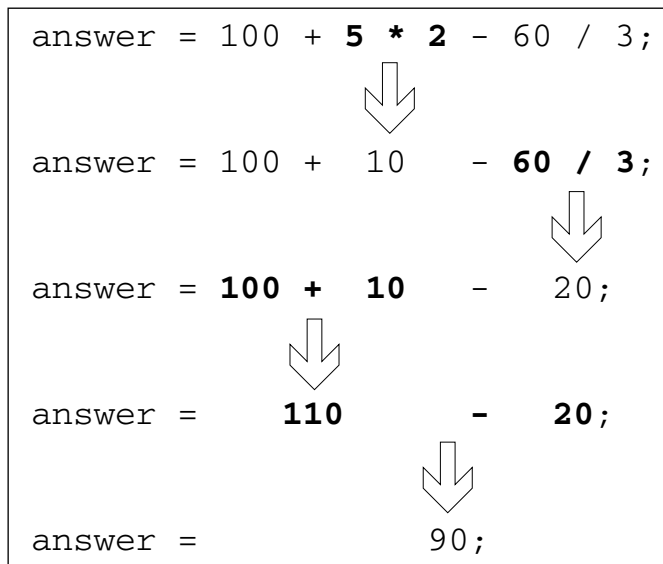 answer = 100 + 5 * 2 - 60 / 3;
answer = 100 + 10 - 60 / 3;
answer = 100 + 10 - 20;
answer = 110 - 20;
answer = 90;